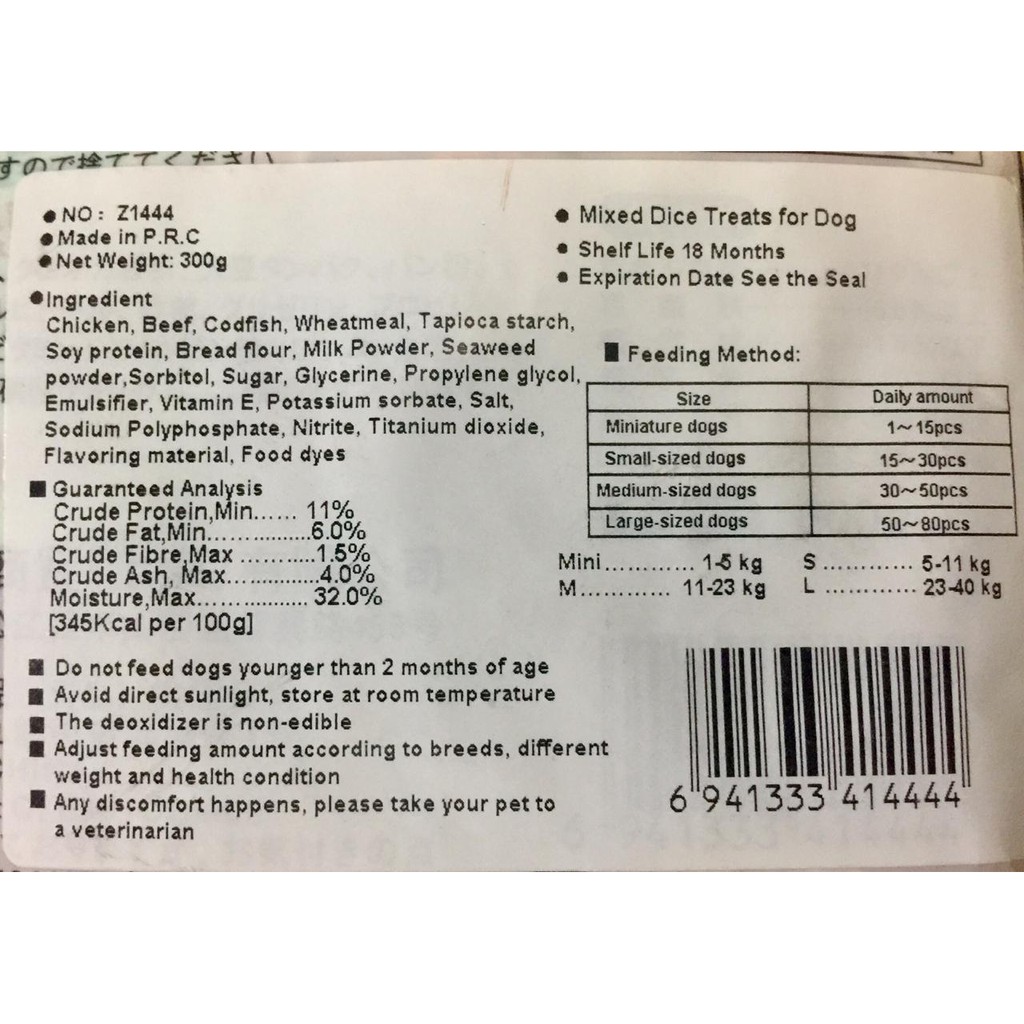 すので捨ててください
● NO : Z1444
● Made in P.R.C
● Net Weight: 300g
● Ingredient
Chicken, Beef, Codfish, Wheatmeal, Tapioca starch,
Soy protein, Bread flour, Milk Powder, Seaweed
powder,Sorbitol, Sugar, Glycerine, Propylene glycol,
Emulsifier, Vitamin E, Potassium sorbate, Salt,
Sodium Polyphosphate, Nitrite, Titanium dioxide,
Flavoring material, Food dyes
■ Guaranteed Analysis
Crude Protein,Min...... 11%
Crude Fat,Min..................6.0%
Crude Fibre,Max ............1.5%
Crude Ash, Max...............4.0%
Moisture,Max................ 32.0%
[345Kcal per 100g]
■ Do not feed dogs younger than 2 months of age
■ Avoid direct sunlight, store at room temperature
■ The deoxidizer is non-edible
■ Adjust feeding amount according to breeds, different
weight and health condition
■ Any discomfort happens, please take your pet to
a veterinarian
● Mixed Dice Treats for Dog
● Shelf Life 18 Months
● Expiration Date See the Seal
■ Feeding Method:
Size Daily amount
Miniature dogs 1～15pcs
Small-sized dogs 15～30pcs
Medium-sized dogs 30～50pcs
Large-sized dogs 50～80pcs
Mini............. 1-5 kg S ............ 5-11 kg
M............. 11-23 kg L ............ 23-40 kg
6 941333 414444